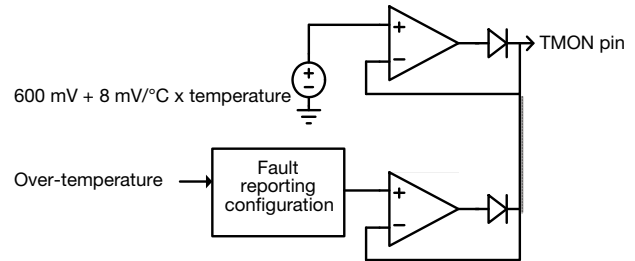 TMON pin
600 mV + 8 mV/°C x temperature
Over-temperature
Fault
reporting
configuration